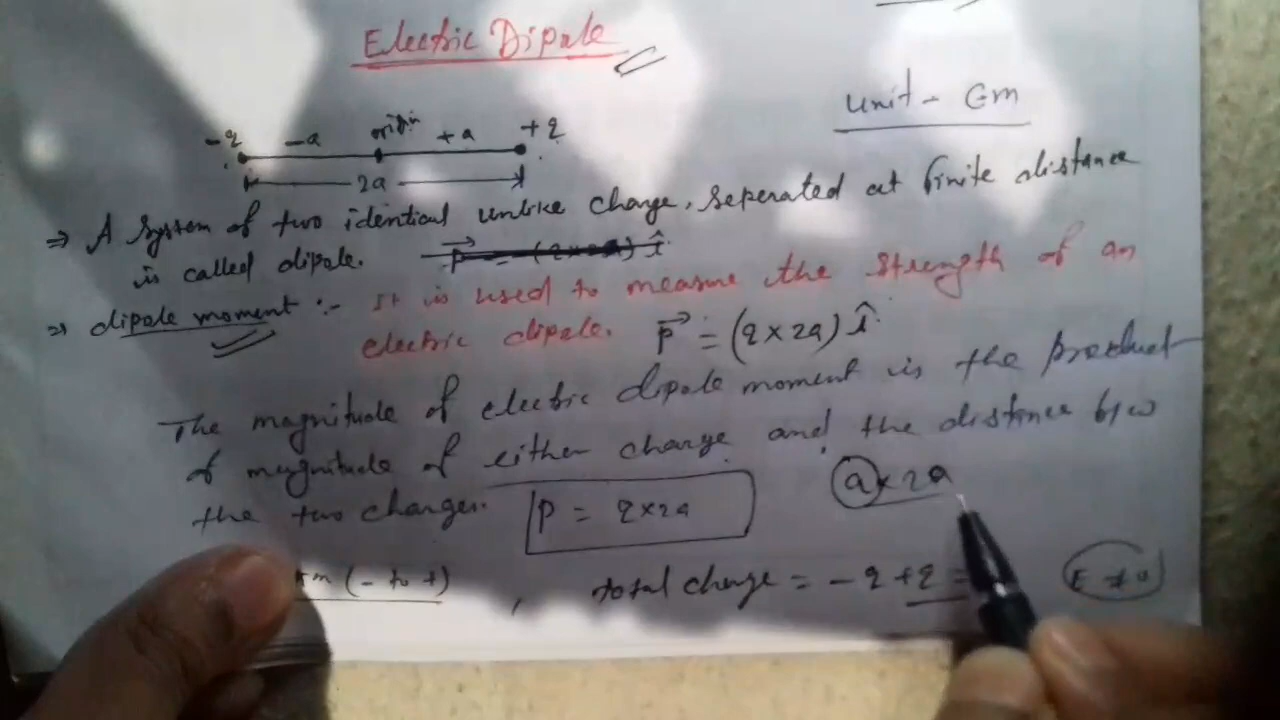 Electric Dipole
unit - Cm
-q -a origin +a +q
2a
⇒ A system of two identical unlike charge, seperated at finite distance
is called dipole.
⇒ dipole moment :- It is used to measure the strength of an
electric dipole. p⃗ = (q×2a) î
The magnitude of electric dipole moment is the product
of magnitude of either charge and the distance b/w
the two charges. p = q×2a
a×2a
(- to +) , total charge = -q+q = E≠0